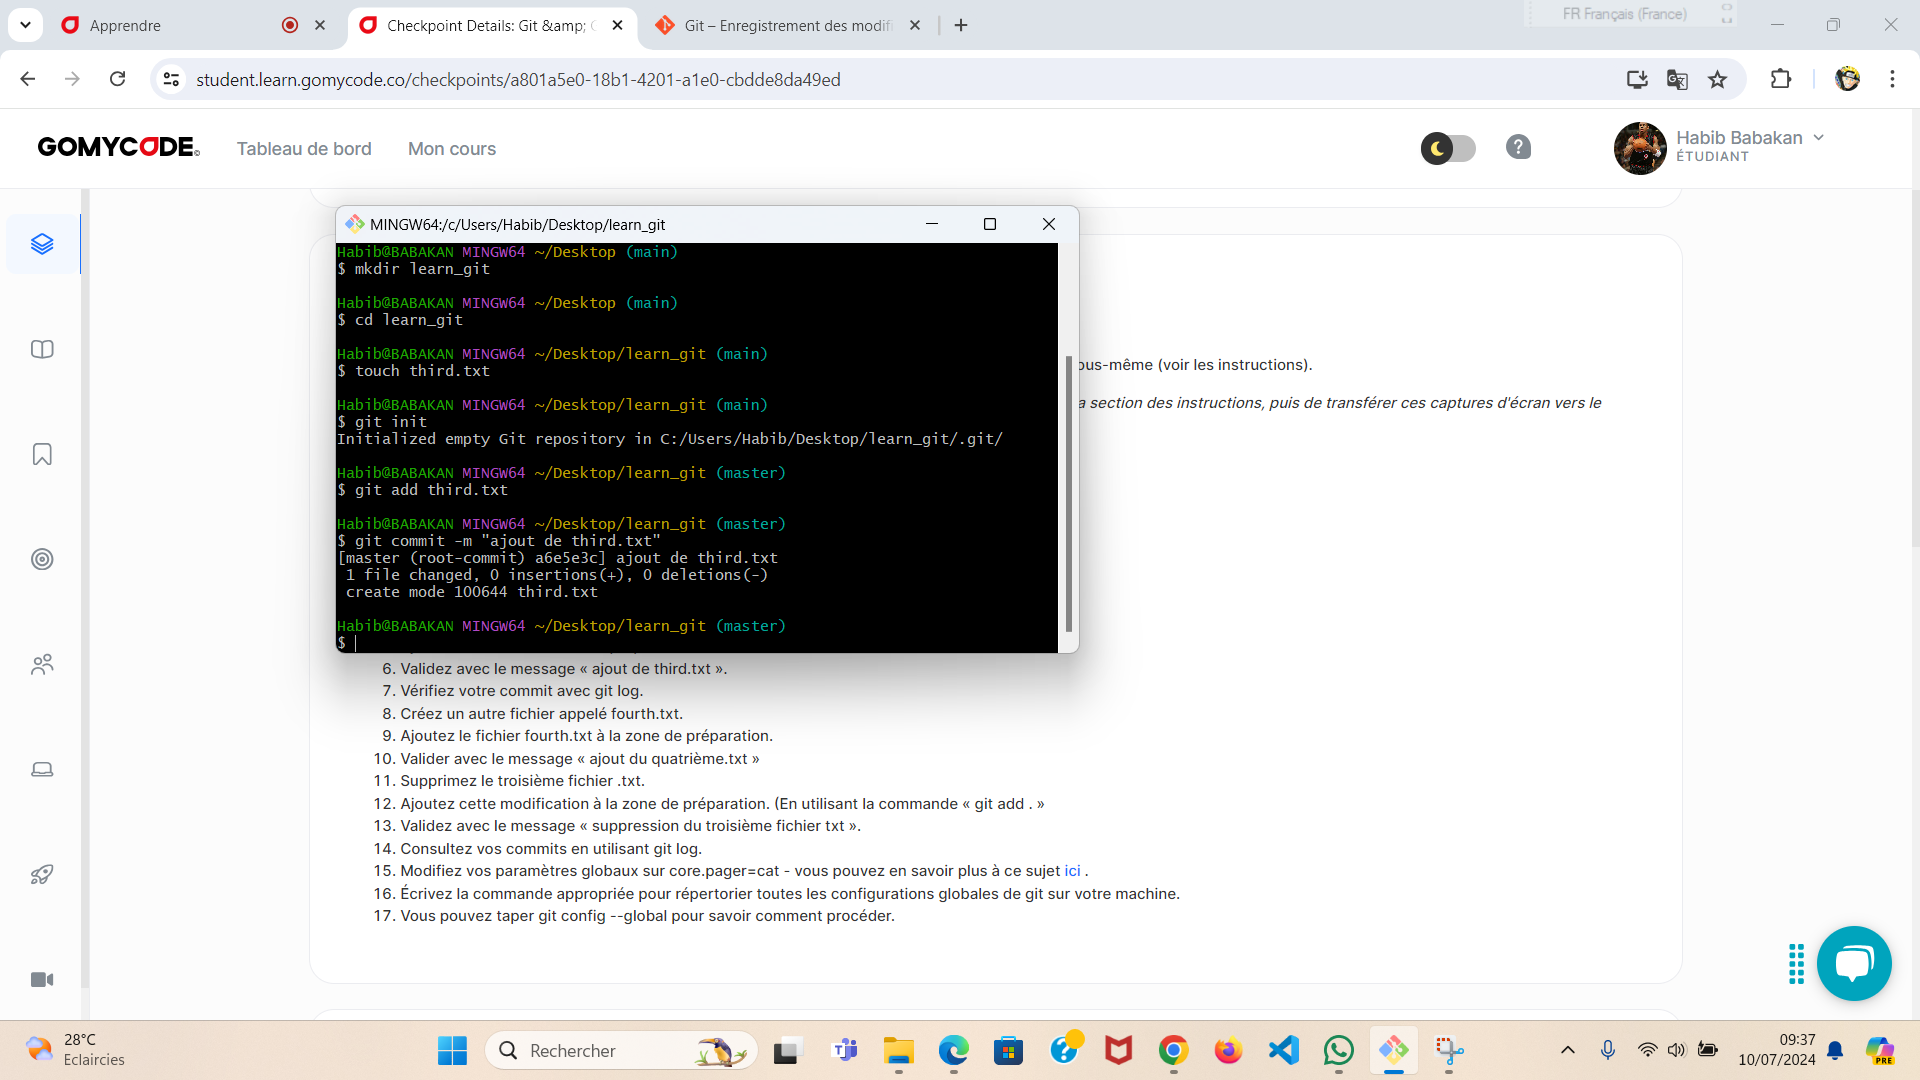 Apprendre
Checkpoint Details: Git &amp;
Git – Enregistrement des modifi
FR Français (France)
student.learn.gomycode.co/checkpoints/a801a5e0-18b1-4201-a1e0-cbdde8da49ed
GOMYCODE
Tableau de bord
Mon cours
Habib Babakan
ÉTUDIANT
MINGW64:/c/Users/Habib/Desktop/learn_git
Habib@BABAKAN MINGW64 ~/Desktop (main)
$ mkdir learn_git
Habib@BABAKAN MINGW64 ~/Desktop (main)
$ cd learn_git
Habib@BABAKAN MINGW64 ~/Desktop/learn_git (main)
$ touch third.txt
Habib@BABAKAN MINGW64 ~/Desktop/learn_git (main)
$ git init
Initialized empty Git repository in C:/Users/Habib/Desktop/learn_git/.git/
Habib@BABAKAN MINGW64 ~/Desktop/learn_git (master)
$ git add third.txt
Habib@BABAKAN MINGW64 ~/Desktop/learn_git (master)
$ git commit -m "ajout de third.txt"
[master (root-commit) a6e5e3c] ajout de third.txt
1 file changed, 0 insertions(+), 0 deletions(-)
create mode 100644 third.txt
Habib@BABAKAN MINGW64 ~/Desktop/learn_git (master)
$
ous-même (voir les instructions).
a section des instructions, puis de transférer ces captures d'écran vers le
6. Validez avec le message « ajout de third.txt ».
7. Vérifiez votre commit avec git log.
8. Créez un autre fichier appelé fourth.txt.
9. Ajoutez le fichier fourth.txt à la zone de préparation.
10. Valider avec le message « ajout du quatrième.txt »
11. Supprimez le troisième fichier .txt.
12. Ajoutez cette modification à la zone de préparation. (En utilisant la commande « git add . »
13. Validez avec le message « suppression du troisième fichier txt ».
14. Consultez vos commits en utilisant git log.
15. Modifiez vos paramètres globaux sur core.pager=cat - vous pouvez en savoir plus à ce sujet ici .
16. Écrivez la commande appropriée pour répertorier toutes les configurations globales de git sur votre machine.
17. Vous pouvez taper git config --global pour savoir comment procéder.
28°C
Eclaircies
Rechercher
09:37
10/07/2024
PRE